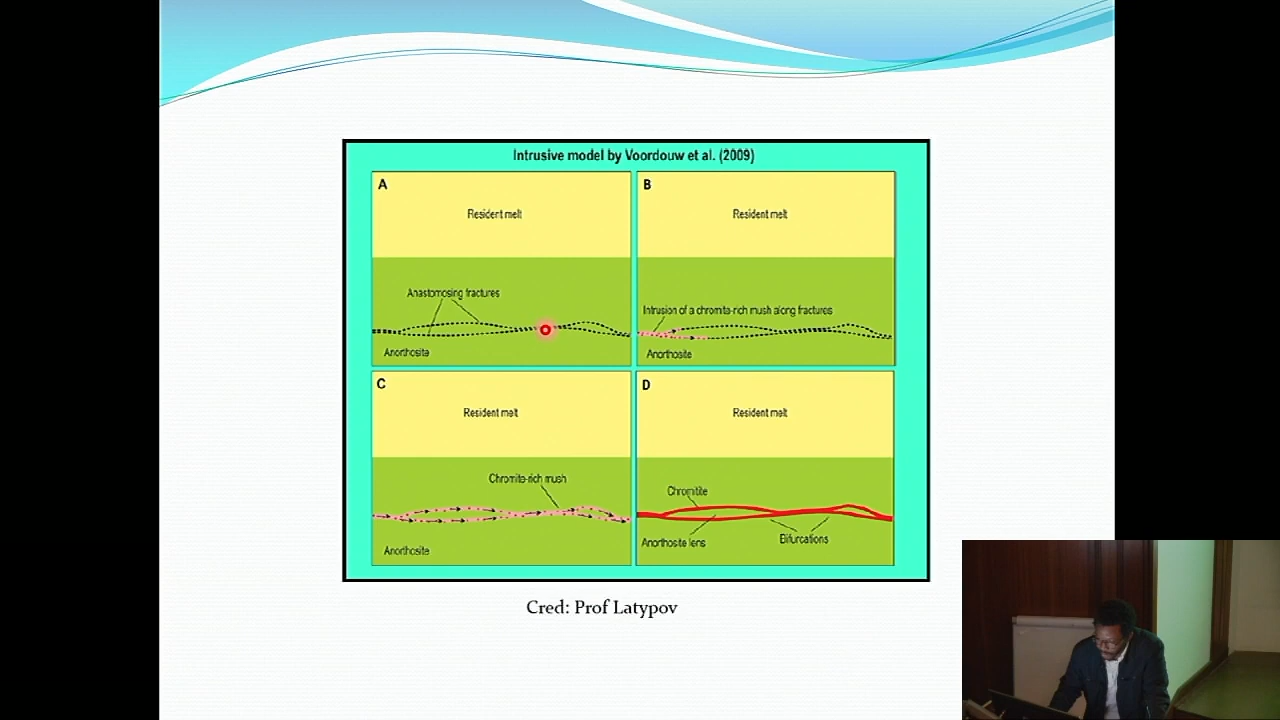 Intrusive model by Voordouw et al. (2009)
A
Resident melt
Anastomosing fractures
Anorthosite
B
Resident melt
Intrusion of a chromite-rich mush along fractures
Anorthosite
C
Resident melt
Chromite-rich mush
Anorthosite
D
Resident melt
Chromitite
Anorthosite lens
Bifurcations
Cred: Prof Latypov